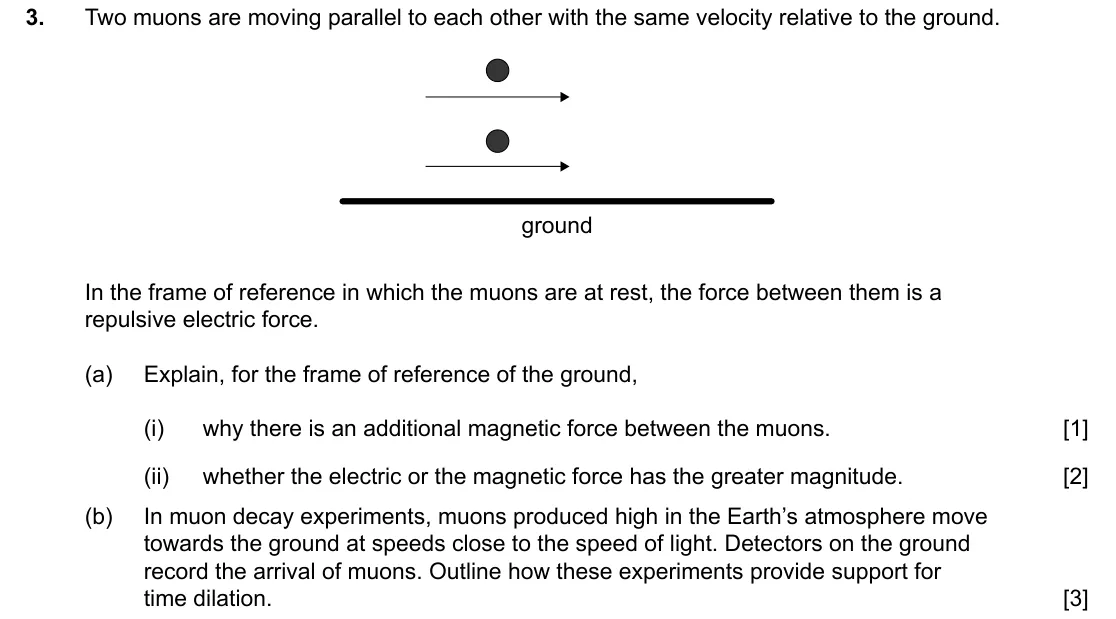 3. Two muons are moving parallel to each other with the same velocity relative to the ground.
ground
In the frame of reference in which the muons are at rest, the force between them is a
repulsive electric force.
(a) Explain, for the frame of reference of the ground,
(i) why there is an additional magnetic force between the muons. [1]
(ii) whether the electric or the magnetic force has the greater magnitude. [2]
(b) In muon decay experiments, muons produced high in the Earth's atmosphere move
towards the ground at speeds close to the speed of light. Detectors on the ground
record the arrival of muons. Outline how these experiments provide support for
time dilation. [3]